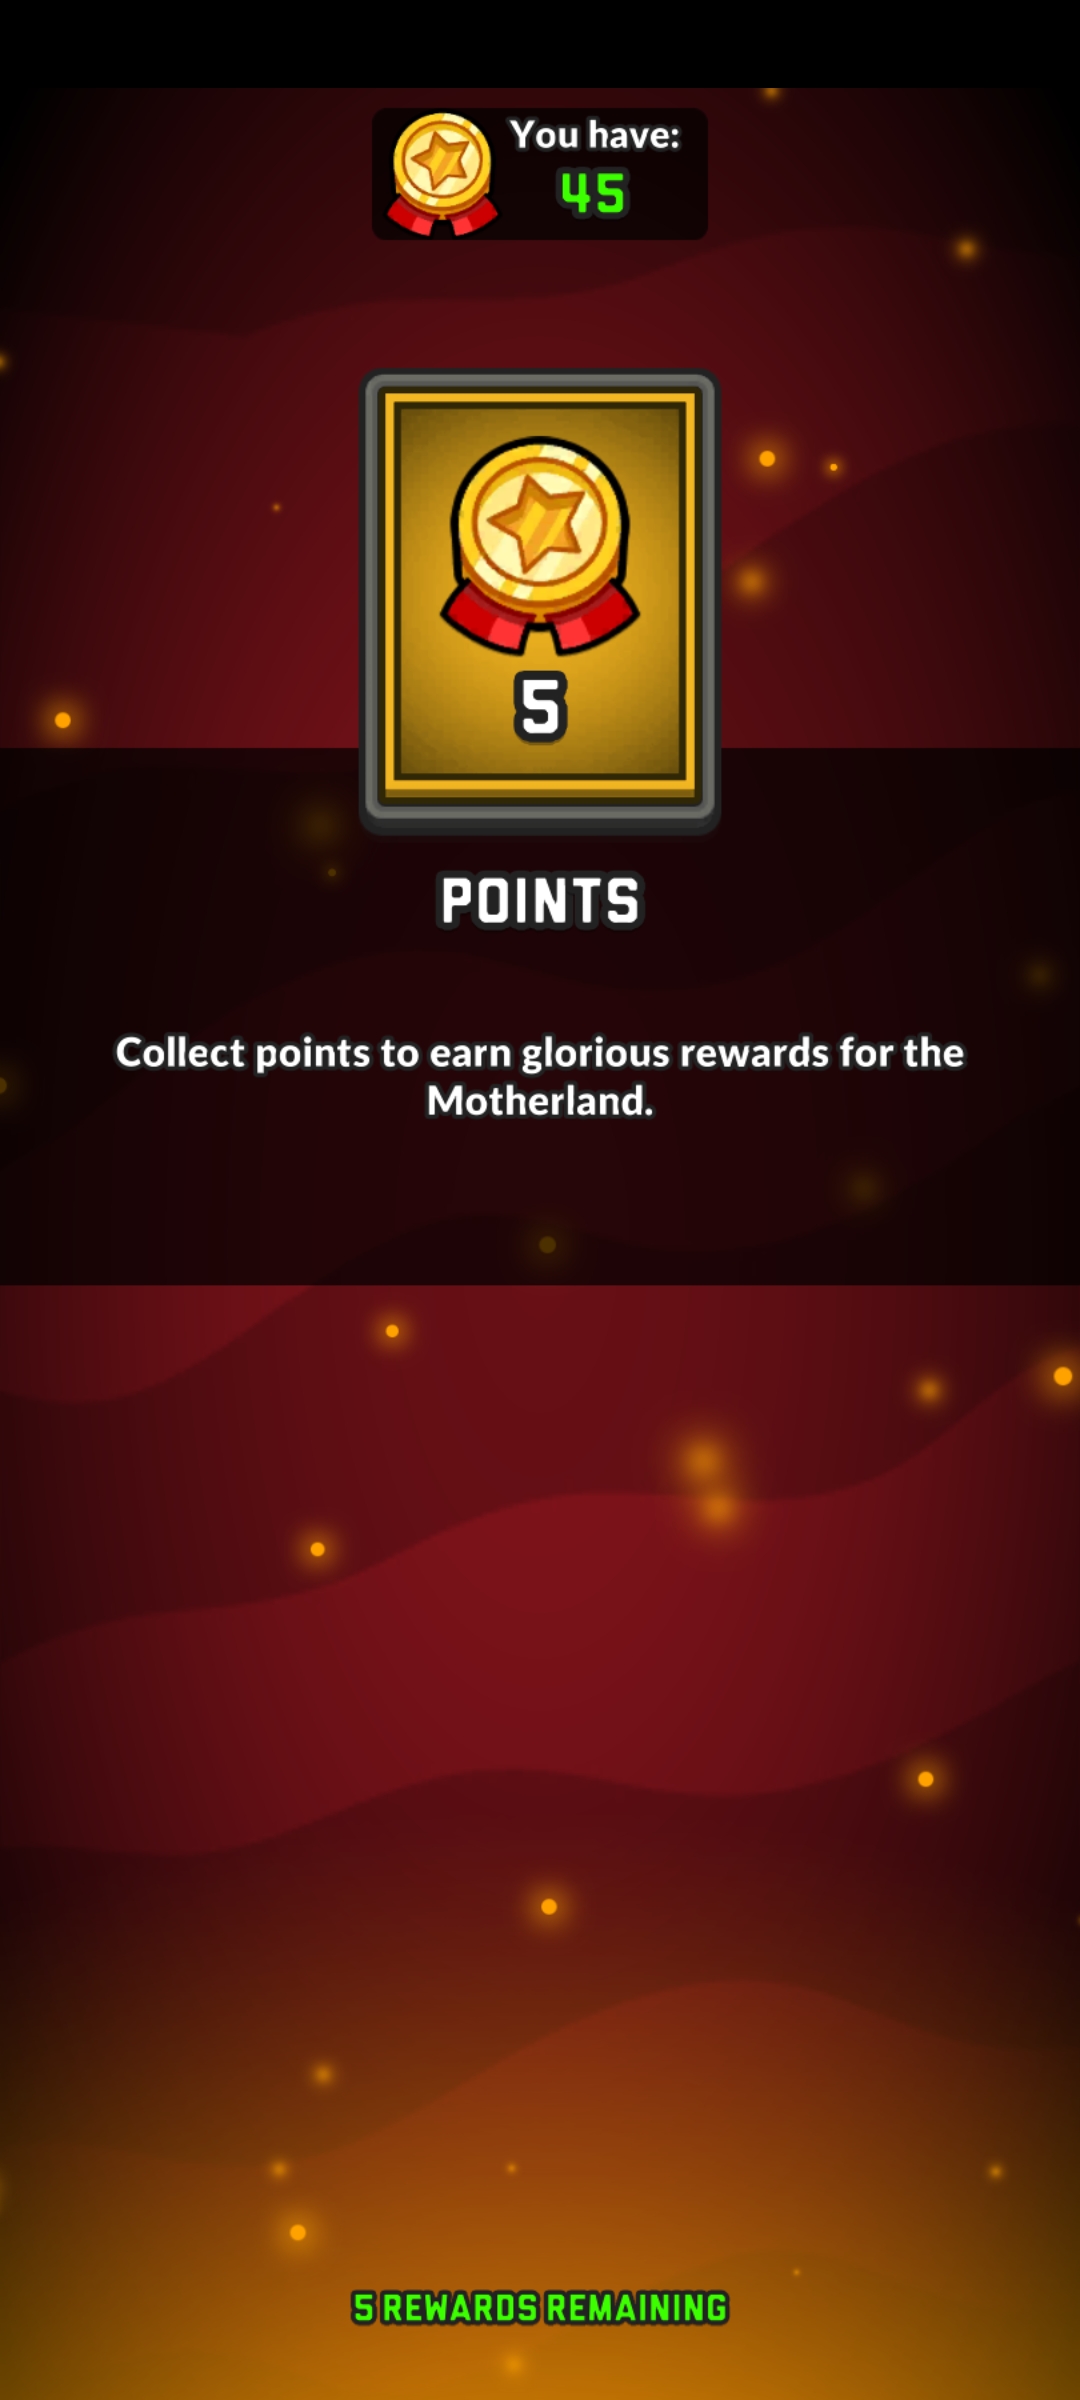 You have:
45
5
POINTS
Collect points to earn glorious rewards for the
Motherland.
5 REWARDS REMAINING